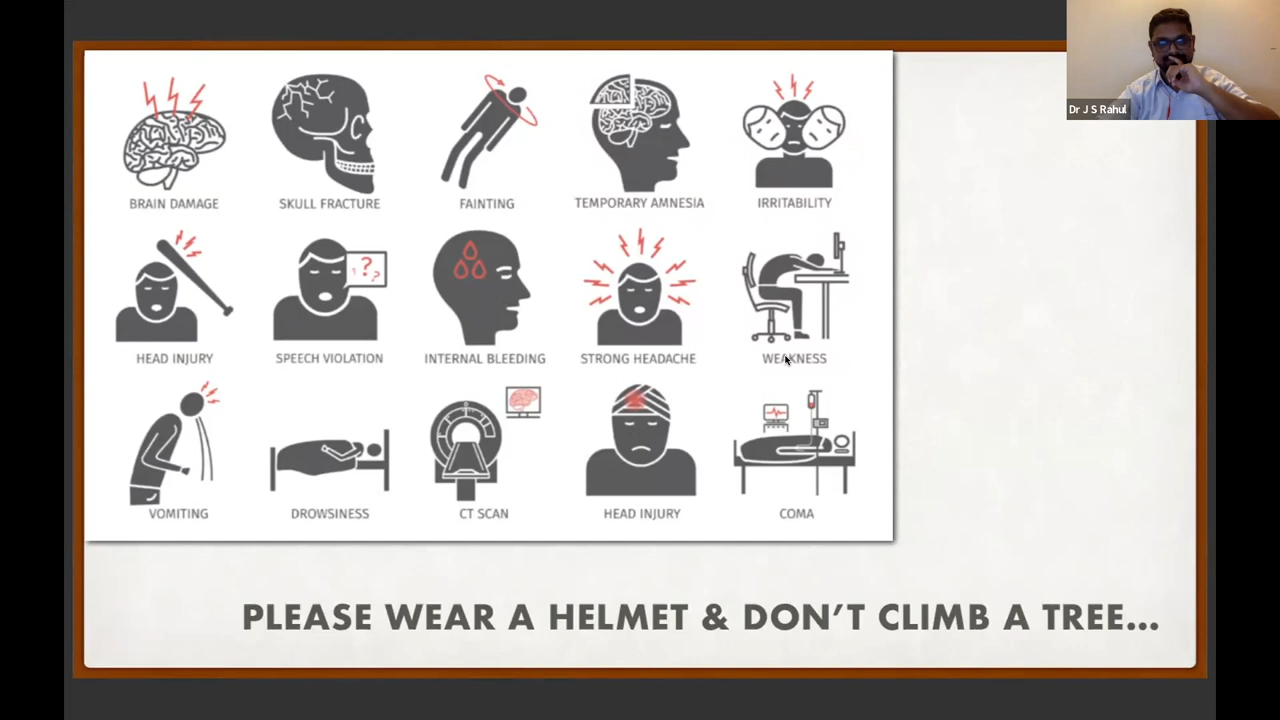 Dr J S Rahul
BRAIN DAMAGE
SKULL FRACTURE
FAINTING
TEMPORARY AMNESIA
IRRITABILITY
? ? ?
HEAD INJURY
SPEECH VIOLATION
INTERNAL BLEEDING
STRONG HEADACHE
WEAKNESS
VOMITING
DROWSINESS
CT SCAN
HEAD INJURY
COMA
PLEASE WEAR A HELMET & DON’T CLIMB A TREE...